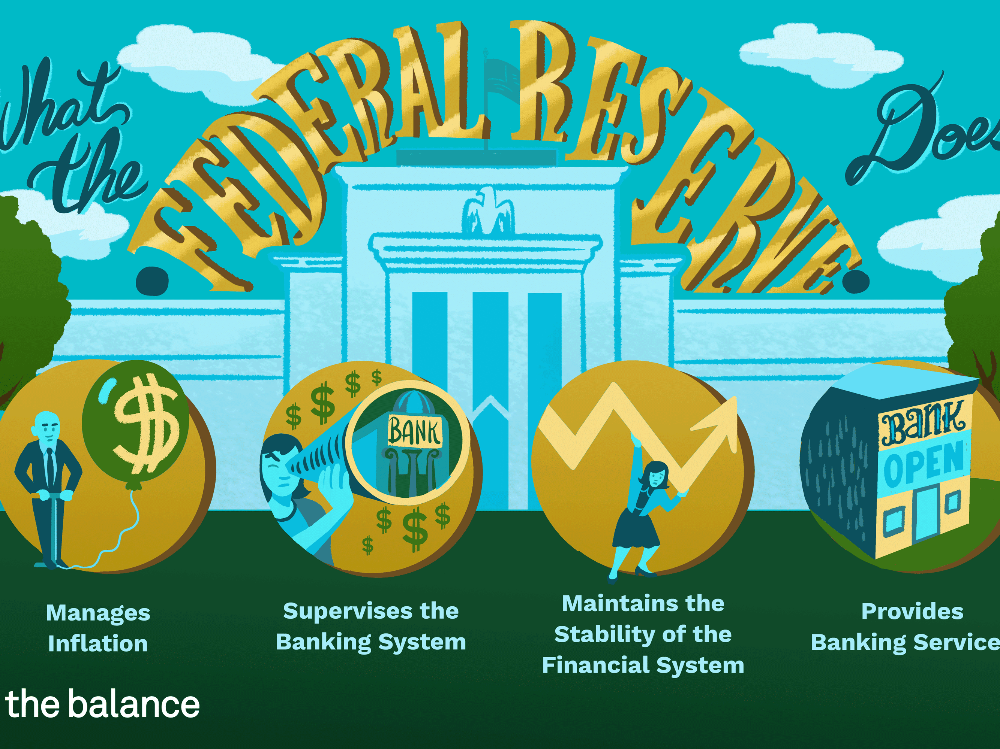 What
the
FEDERAL RESERVE
Does
$
$ $ $ $
BANK
$ $ $ $
BANK
OPEN
Manages
Inflation
Supervises the
Banking System
Maintains the
Stability of the
Financial System
Provides
Banking Service
the balance